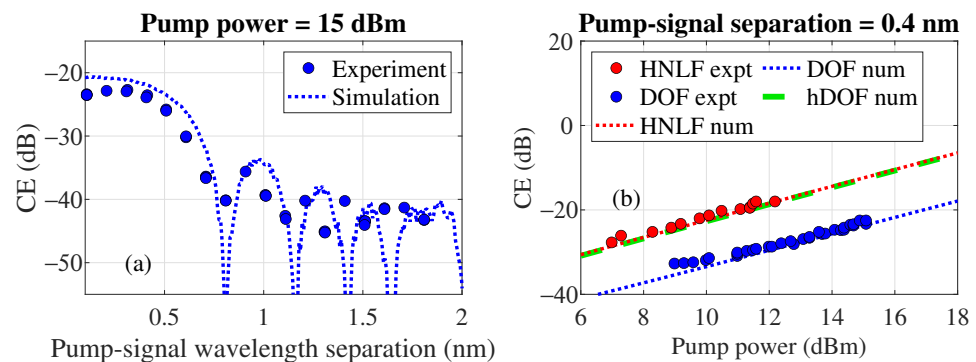 Pump power = 15 dBm
CE (dB)
−20
−30
−40
−50
Experiment
Simulation
(a)
0.5
1
1.5
2
Pump-signal wavelength separation (nm)
Pump-signal separation = 0.4 nm
CE (dB)
20
0
−20
−40
HNLF expt
DOF expt
HNLF num
DOF num
hDOF num
(b)
6
8
10
12
14
16
18
Pump power (dBm)